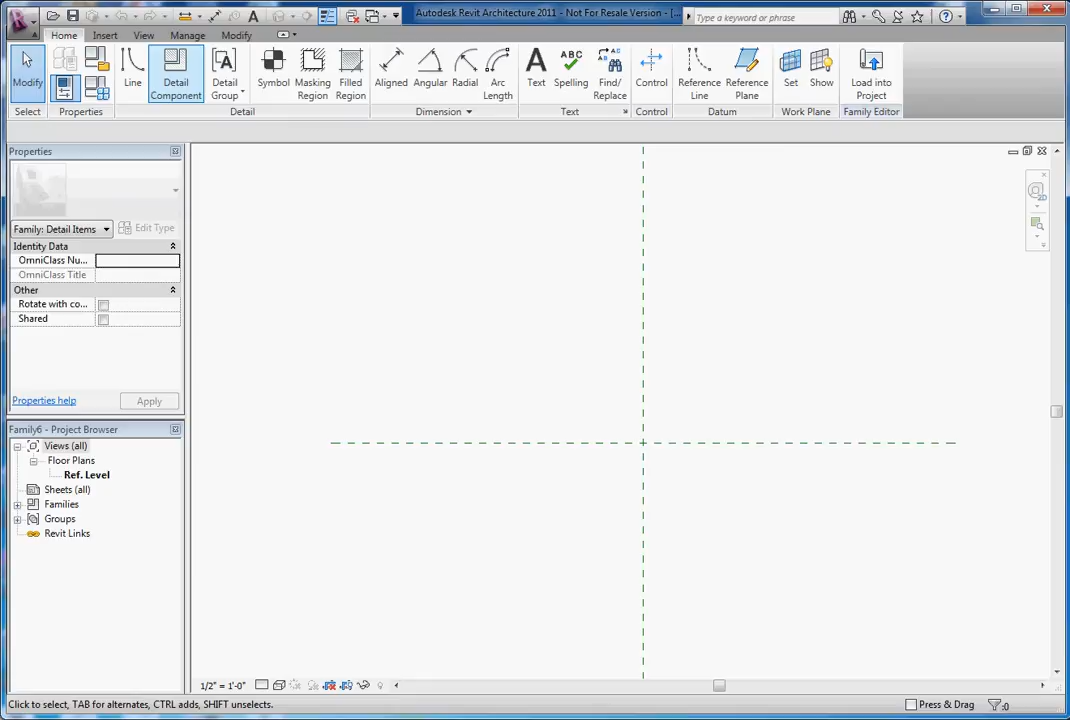 Autodesk Revit Architecture 2011 - Not For Resale Version - [...
Type a keyword or phrase
Home Insert View Manage Modify
Modify Line Detail Component Detail Group Symbol Masking Region Filled Region Aligned Angular Radial Arc Length Text Spelling Find/ Replace Control Reference Line Reference Plane Set Show Load into Project
Select Properties Detail Dimension Text Control Datum Work Plane Family Editor
Properties
Family: Detail Items Edit Type
Identity Data
OmniClass Nu...
OmniClass Title
Other
Rotate with co...
Shared
Properties help Apply
Family6 - Project Browser
Views (all)
Floor Plans
Ref. Level
Sheets (all)
Families
Groups
Revit Links
2D
1/2" = 1'-0"
Click to select, TAB for alternates, CTRL adds, SHIFT unselects.
Press & Drag
:0